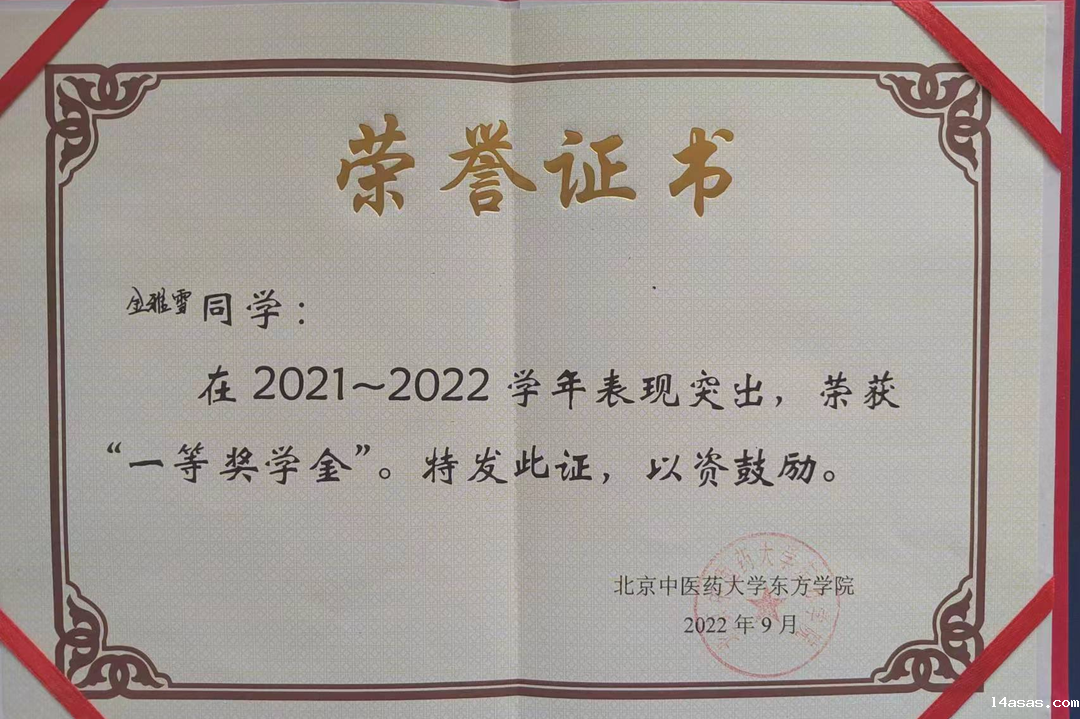 荣誉证书
金雅雪同学：
在2021~2022学年表现突出，荣获
“一等奖学金”。特发此证，以资鼓励。
北京中医药大学东方学院
2022年9月
14asas.com